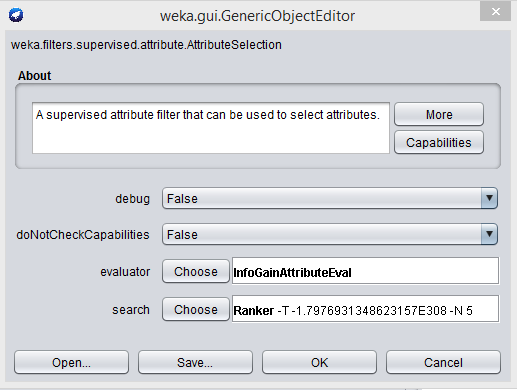 weka.gui.GenericObjectEditor
weka.filters.supervised.attribute.AttributeSelection
About
A supervised attribute filter that can be used to select attributes.
More
Capabilities
debug False
doNotCheckCapabilities False
evaluator Choose InfoGainAttributeEval
search Choose Ranker -T -1.7976931348623157E308 -N 5
Open... Save... OK Cancel